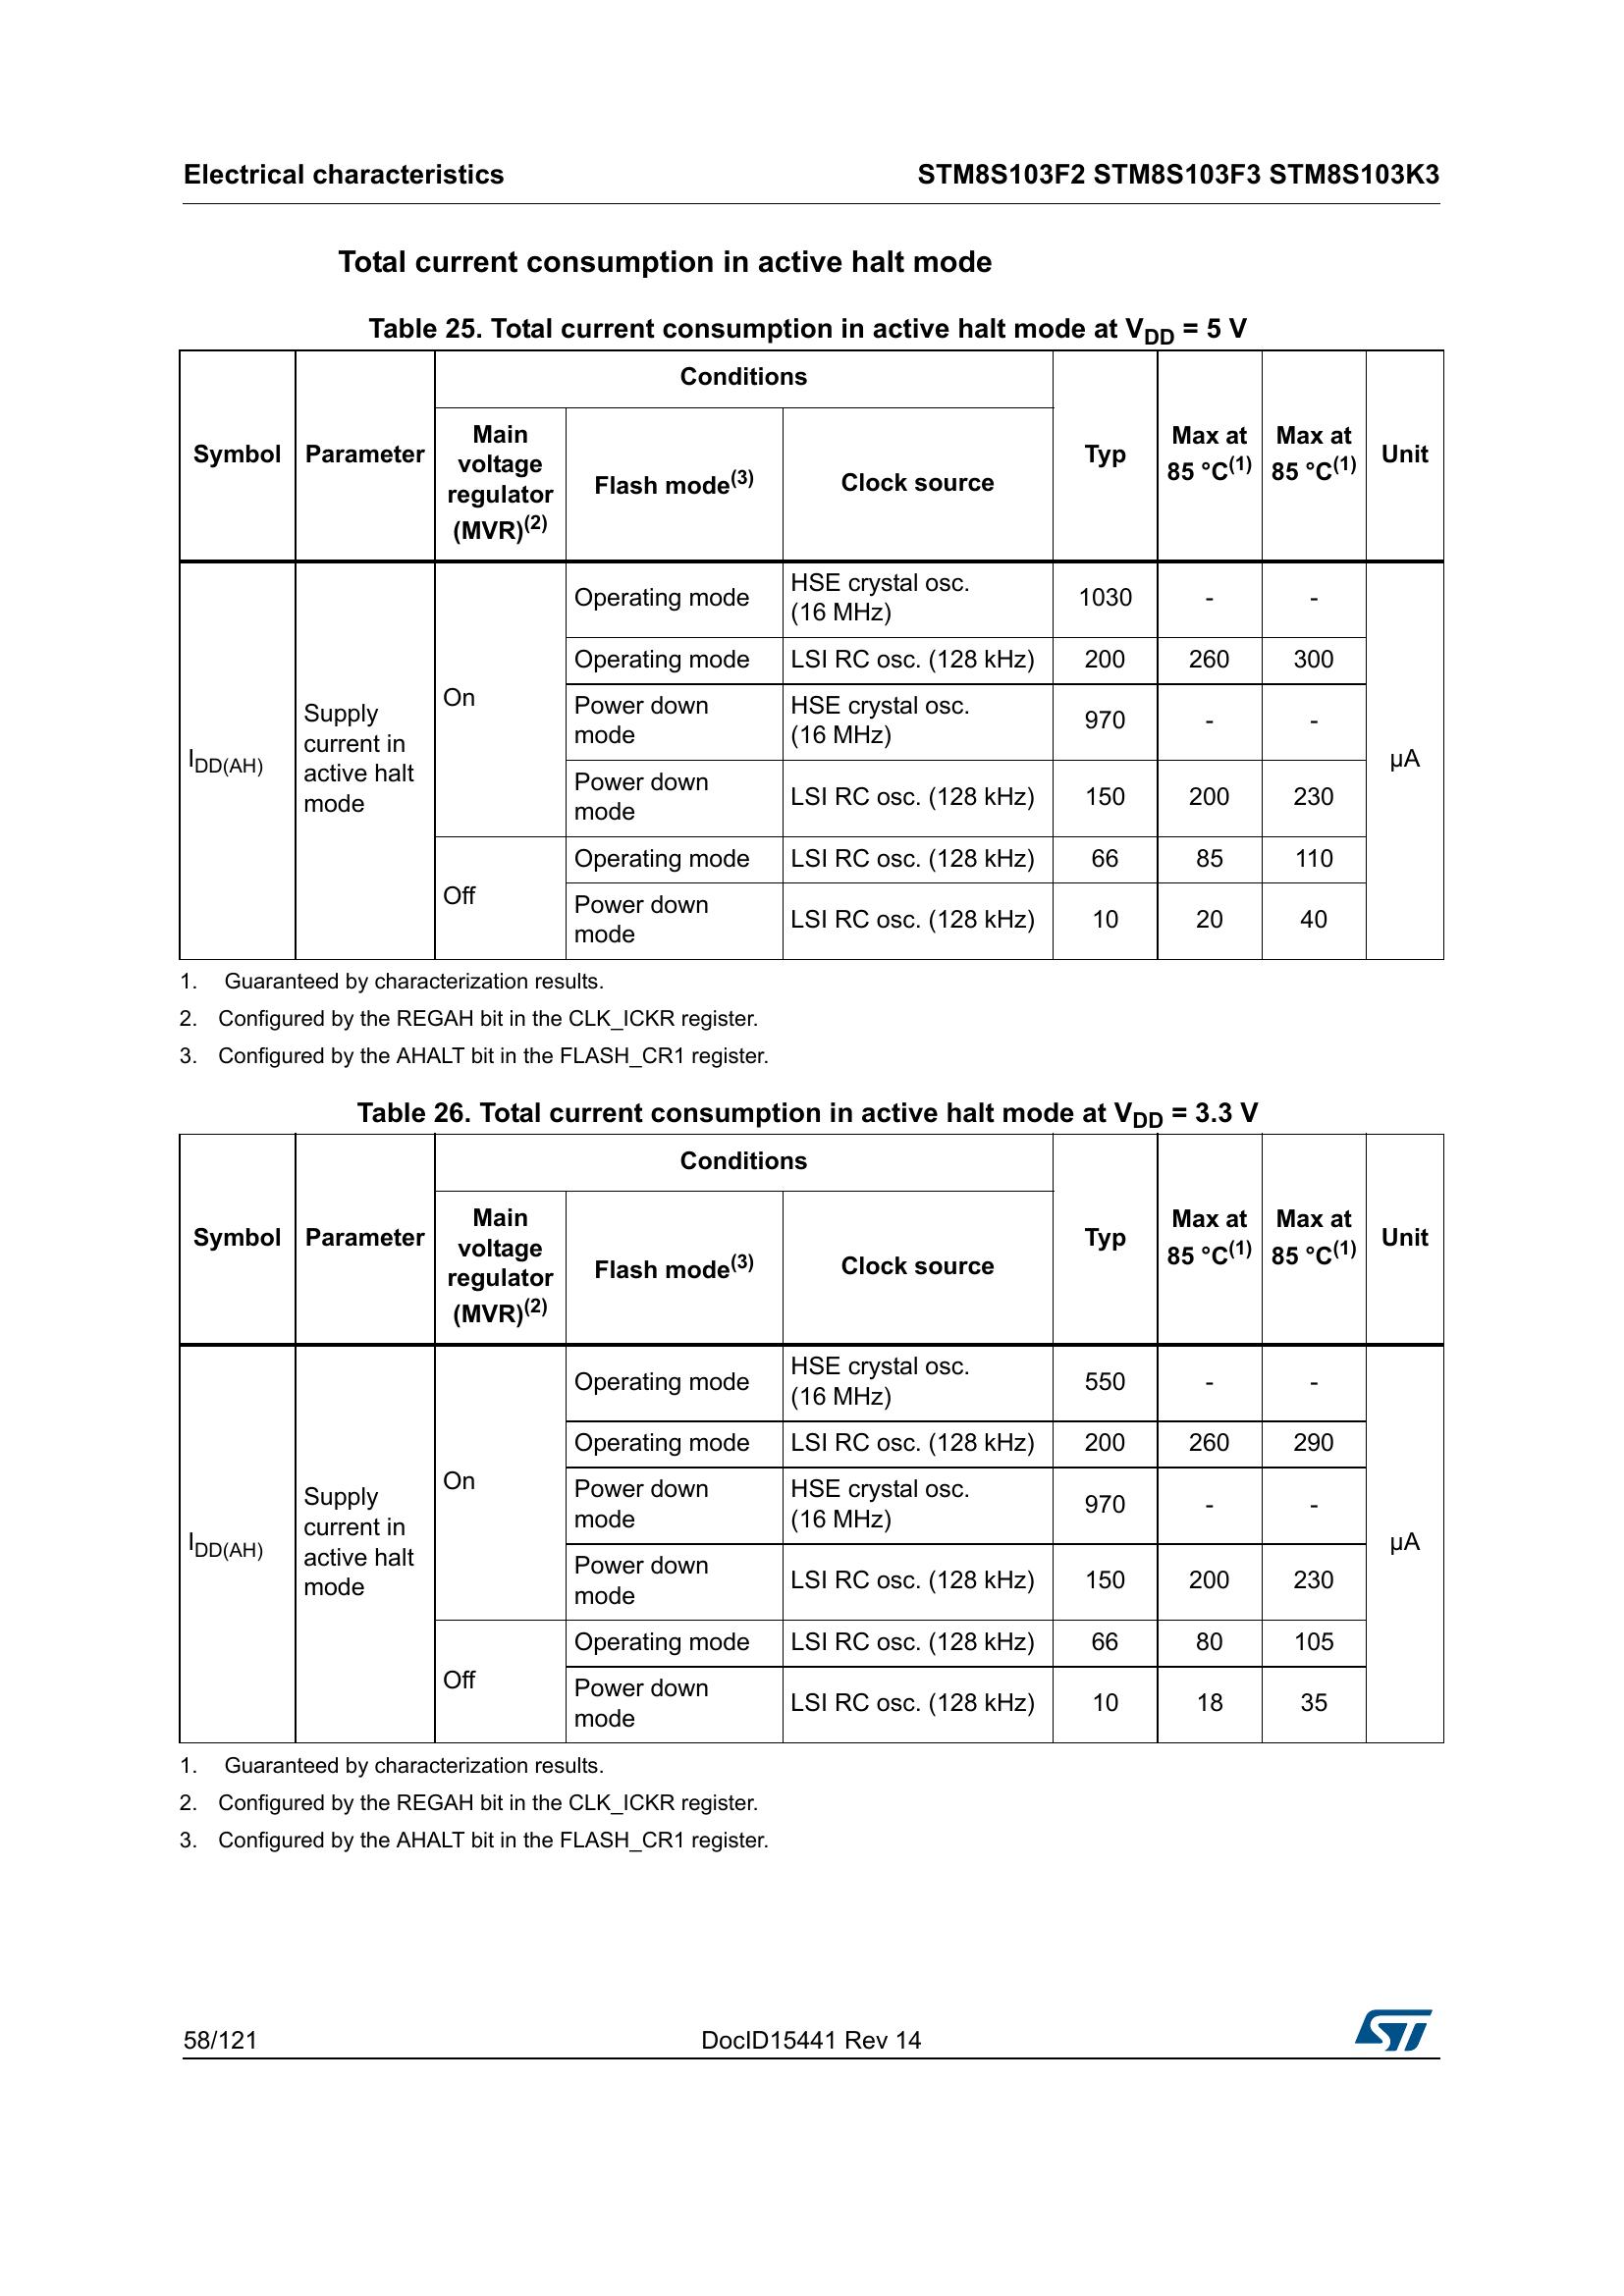 Electrical characteristics STM8S103F2 STM8S103F3 STM8S103K3
Total current consumption in active halt mode
Table 25. Total current consumption in active halt mode at VDD = 5 V
Symbol Parameter Conditions Typ Max at 85 °C(1) Max at 85 °C(1) Unit
Main voltage regulator (MVR)(2) Flash mode(3) Clock source
IDD(AH) Supply current in active halt mode On Operating mode HSE crystal osc. (16 MHz) 1030 - - µA
Operating mode LSI RC osc. (128 kHz) 200 260 300
Power down mode HSE crystal osc. (16 MHz) 970 - -
Power down mode LSI RC osc. (128 kHz) 150 200 230
Off Operating mode LSI RC osc. (128 kHz) 66 85 110
Power down mode LSI RC osc. (128 kHz) 10 20 40
1. Guaranteed by characterization results.
2. Configured by the REGAH bit in the CLK_ICKR register.
3. Configured by the AHALT bit in the FLASH_CR1 register.
Table 26. Total current consumption in active halt mode at VDD = 3.3 V
Symbol Parameter Conditions Typ Max at 85 °C(1) Max at 85 °C(1) Unit
Main voltage regulator (MVR)(2) Flash mode(3) Clock source
IDD(AH) Supply current in active halt mode On Operating mode HSE crystal osc. (16 MHz) 550 - - µA
Operating mode LSI RC osc. (128 kHz) 200 260 290
Power down mode HSE crystal osc. (16 MHz) 970 - -
Power down mode LSI RC osc. (128 kHz) 150 200 230
Off Operating mode LSI RC osc. (128 kHz) 66 80 105
Power down mode LSI RC osc. (128 kHz) 10 18 35
1. Guaranteed by characterization results.
2. Configured by the REGAH bit in the CLK_ICKR register.
3. Configured by the AHALT bit in the FLASH_CR1 register.
58/121 DocID15441 Rev 14 ST